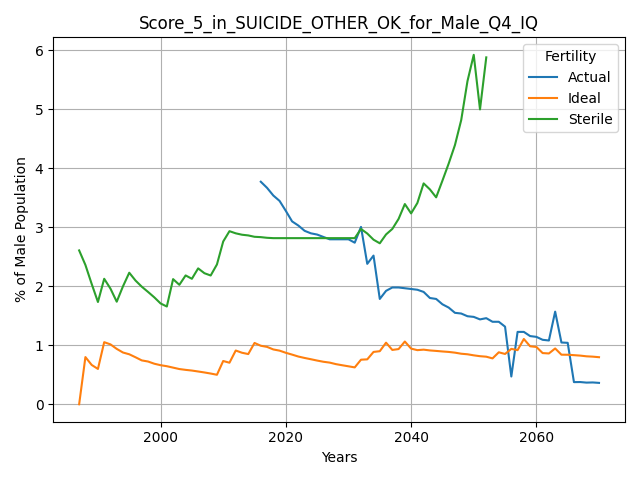 Score_5_in_SUICIDE_OTHER_OK_for_Male_Q4_IQ
Fertility
Actual
Ideal
Sterile
% of Male Population
6
5
4
3
2
1
0
2000
2020
2040
2060
Years